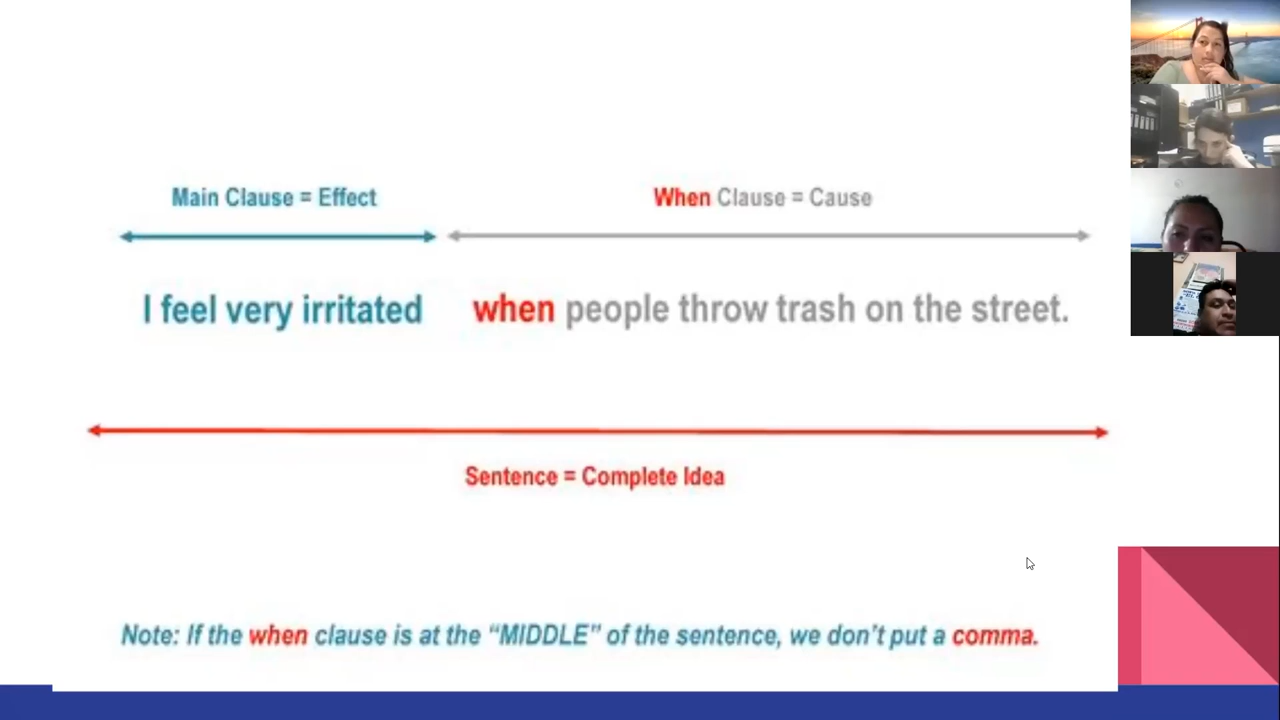 Main Clause = Effect
When Clause = Cause
I feel very irritated when people throw trash on the street.
Sentence = Complete Idea
Note: If the when clause is at the “MIDDLE” of the sentence, we don’t put a comma.